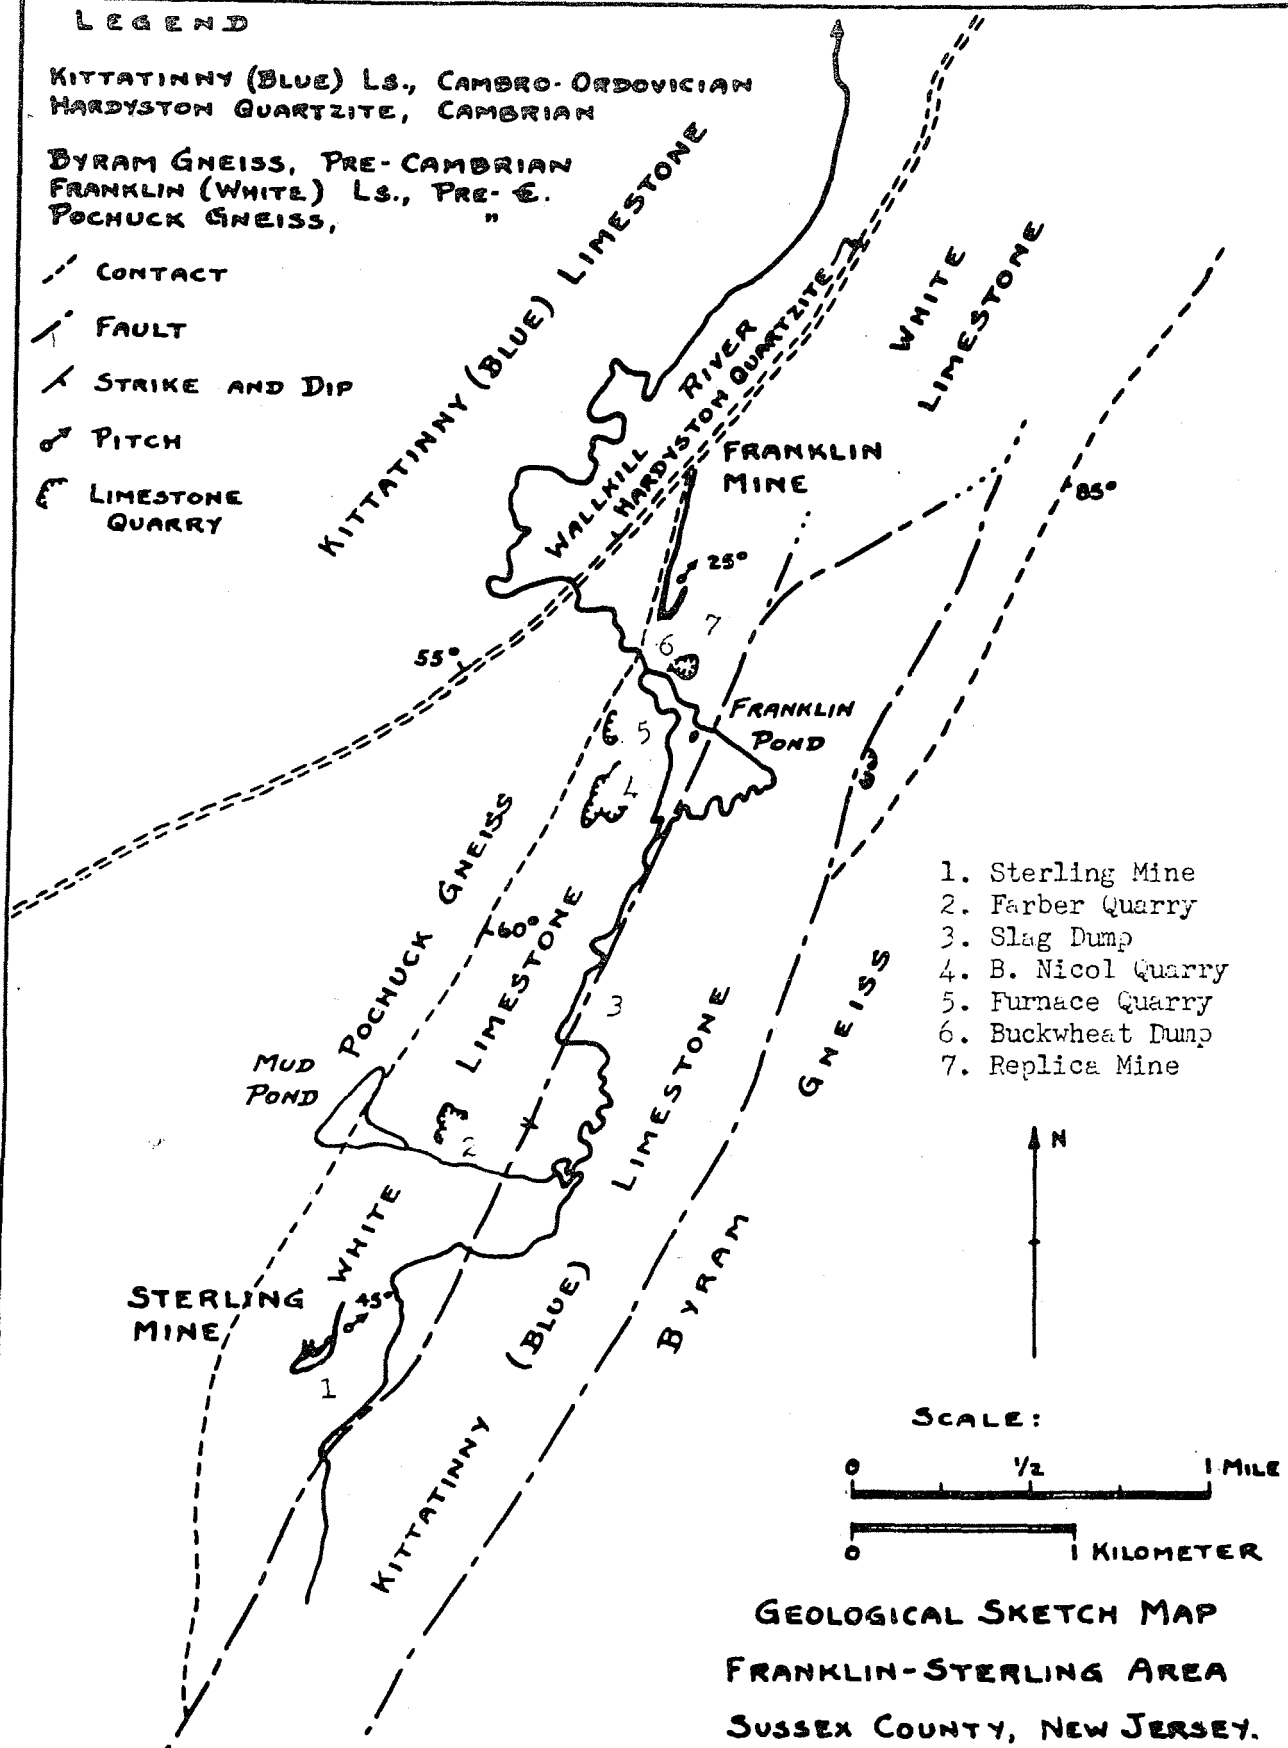 LEGEND
KITTATINNY (BLUE) LS., CAMBRO-ORDOVICIAN
HARDYSTON QUARTZITE, CAMBRIAN
BYRAM GNEISS, PRE-CAMBRIAN
FRANKLIN (WHITE) LS., PRE-Ꞓ.
POCHUCK GNEISS, "
CONTACT
FAULT
STRIKE AND DIP
PITCH
LIMESTONE
QUARRY
KITTATINNY (BLUE) LIMESTONE
WALLKILL RIVER
HARDYSTON QUARTZITE
WHITE
LIMESTONE
FRANKLIN
MINE
85°
25°
7
6
55°
FRANKLIN
POND
5
4
POCHUCK GNEISS
60°
WHITE LIMESTONE
3
1. Sterling Mine
2. Farber Quarry
3. Slag Dump
4. B. Nicol Quarry
5. Furnace Quarry
6. Buckwheat Dump
7. Replica Mine
MUD
POND
2
KITTATINNY (BLUE) LIMESTONE
BYRAM GNEISS
N
STERLING
MINE
45°
1
SCALE:
0 1/2 1 MILE
0 1 KILOMETER
GEOLOGICAL SKETCH MAP
FRANKLIN-STERLING AREA
SUSSEX COUNTY, NEW JERSEY.